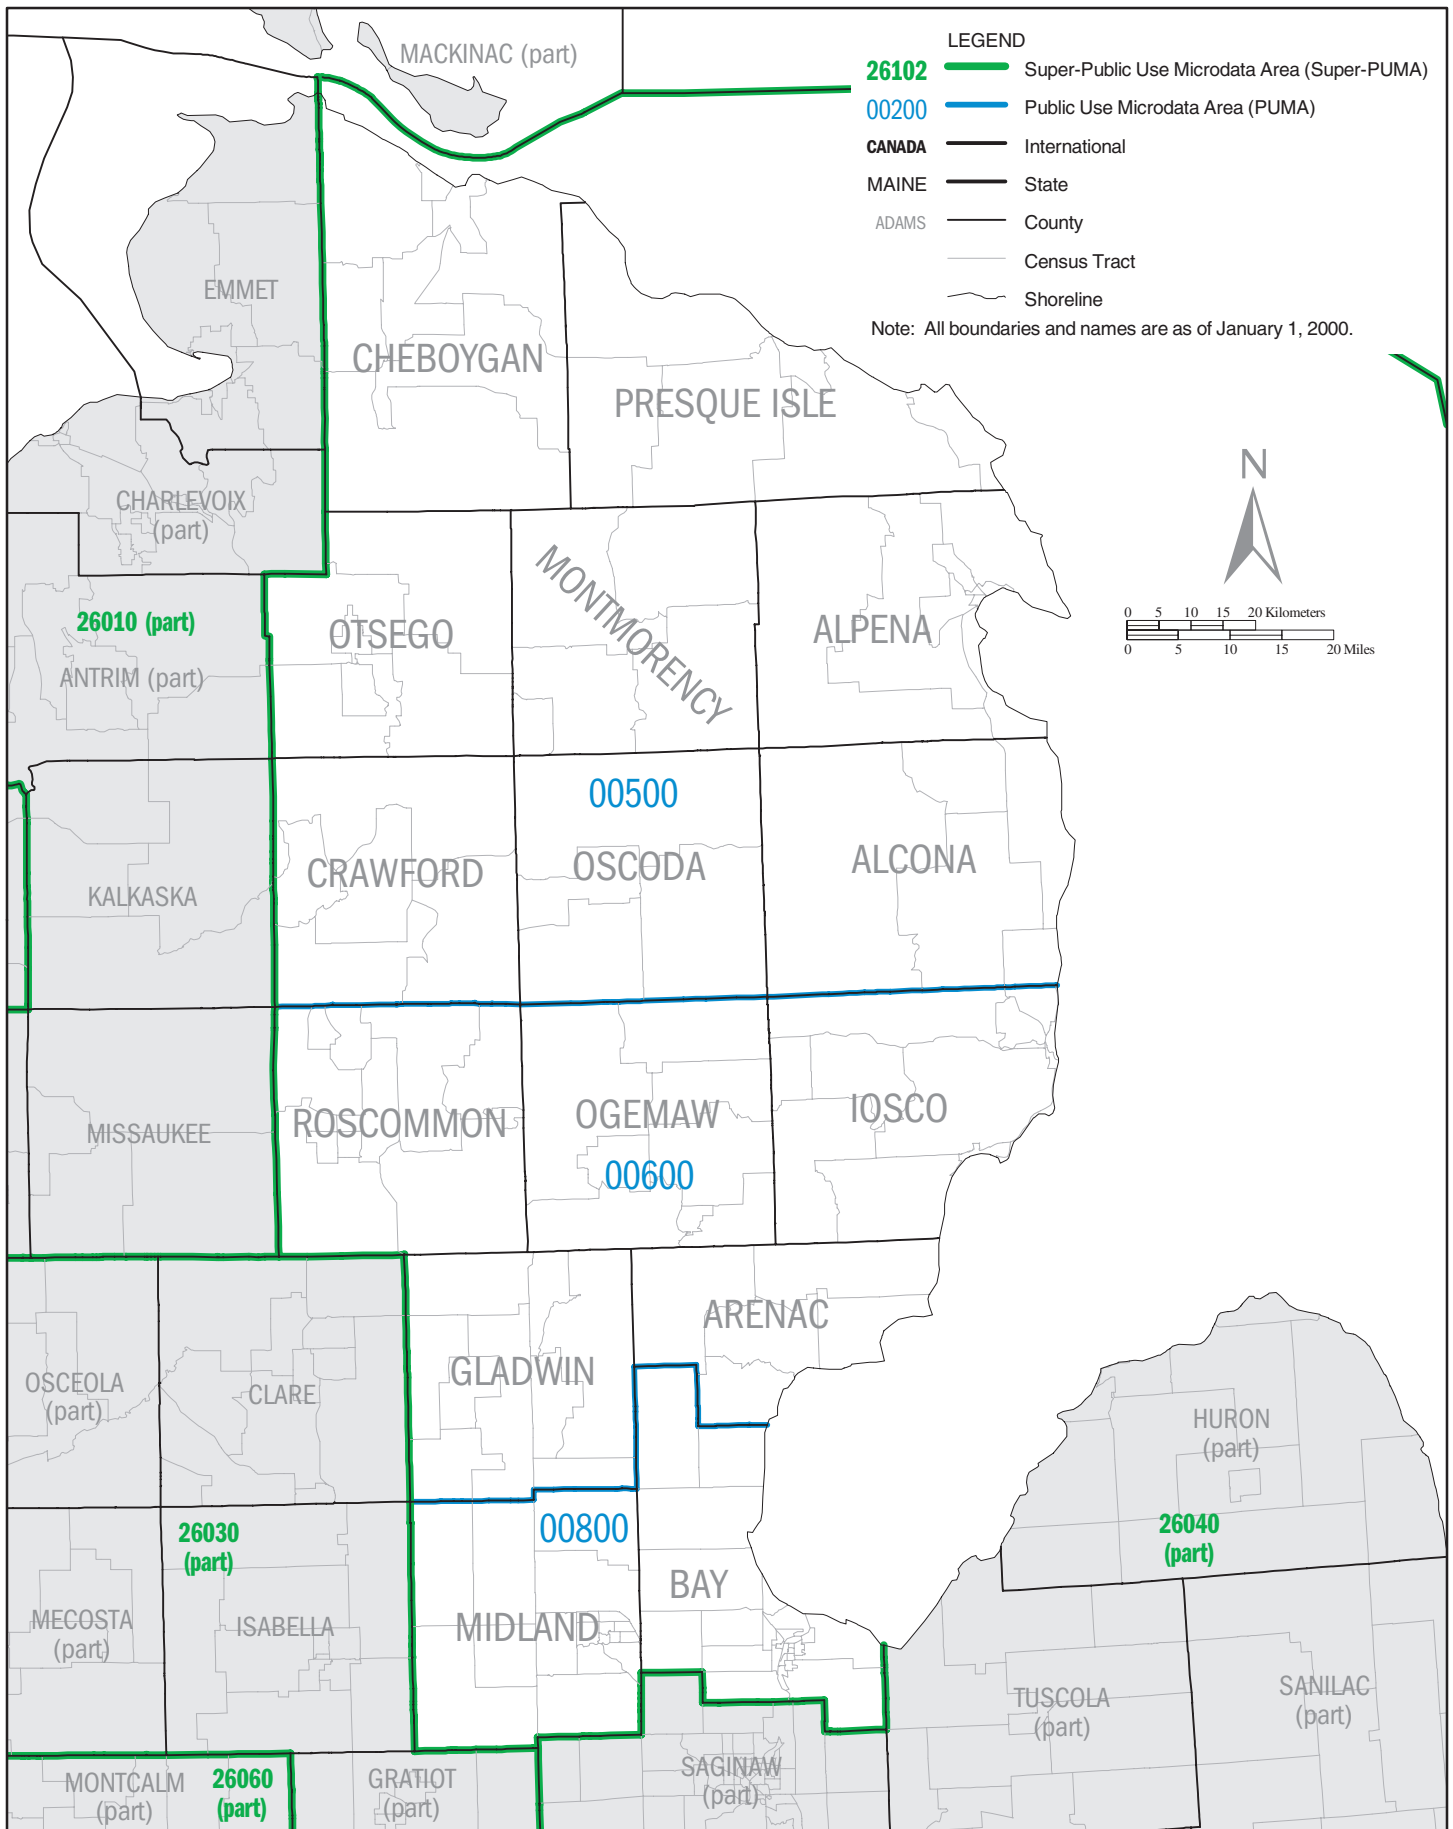 MACKINAC (part)
LEGEND
26102 Super-Public Use Microdata Area (Super-PUMA)
00200 Public Use Microdata Area (PUMA)
CANADA International
MAINE State
ADAMS County
Census Tract
Shoreline
Note: All boundaries and names are as of January 1, 2000.
EMMET
CHEBOYGAN
PRESQUE ISLE
N
CHARLEVOIX
(part)
0 5 10 15 20 Kilometers
0 5 10 15 20 Miles
26010 (part)
OTSEGO
MONTMORENCY
ALPENA
ANTRIM (part)
00500
KALKASKA
CRAWFORD
OSCODA
ALCONA
MISSAUKEE
ROSCOMMON
OGEMAW
IOSCO
00600
ARENAC
OSCEOLA
(part)
CLARE
GLADWIN
HURON
(part)
26030
(part)
00800
26040
(part)
MECOSTA
(part)
ISABELLA
MIDLAND
BAY
TUSCOLA
(part)
SANILAC
(part)
MONTCALM
(part)
26060
(part)
GRATIOT
(part)
SAGINAW
(part)